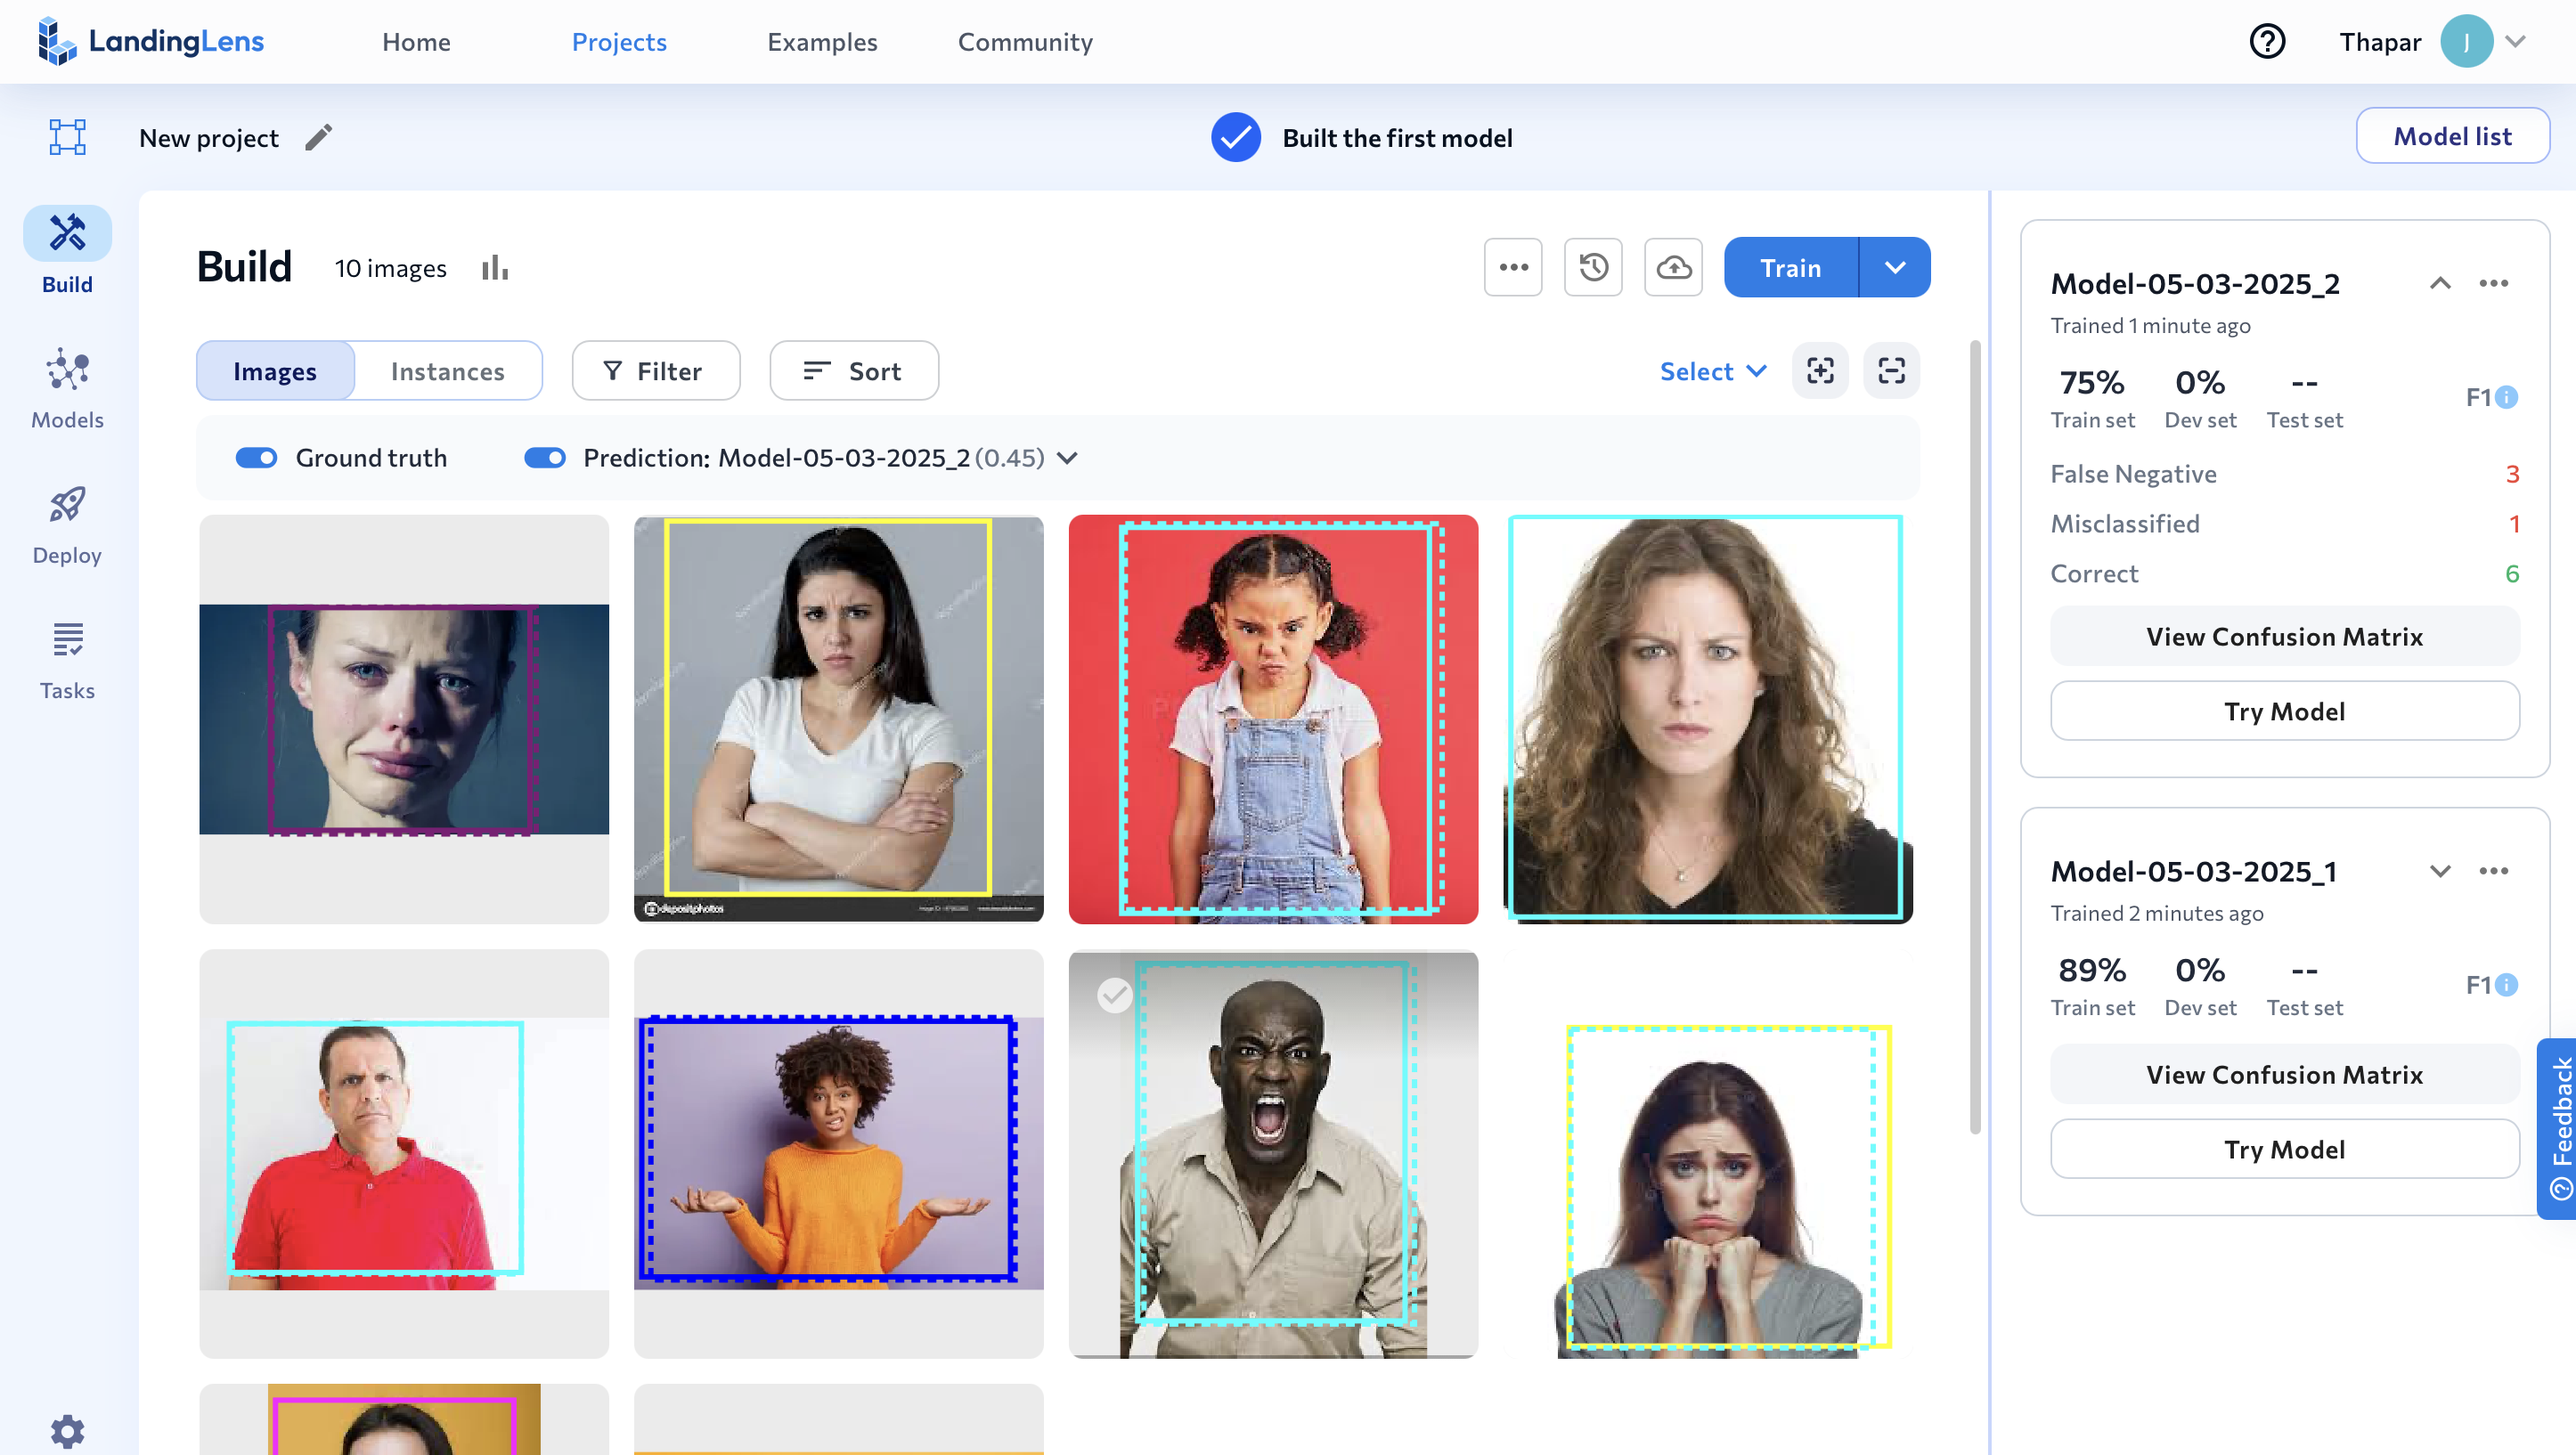 LandingLens
Home
Projects
Examples
Community
Thapar
J
New project
Built the first model
Model list
Build
Models
Deploy
Tasks
Build
10 images
Train
Images
Instances
Filter
Sort
Select
Ground truth
Prediction: Model-05-03-2025_2 (0.45)
depositphotos
Model-05-03-2025_2
Trained 1 minute ago
75%
0%
--
F1
Train set
Dev set
Test set
False Negative
3
Misclassified
1
Correct
6
View Confusion Matrix
Try Model
Model-05-03-2025_1
Trained 2 minutes ago
89%
0%
--
F1
Train set
Dev set
Test set
View Confusion Matrix
Try Model
Feedback